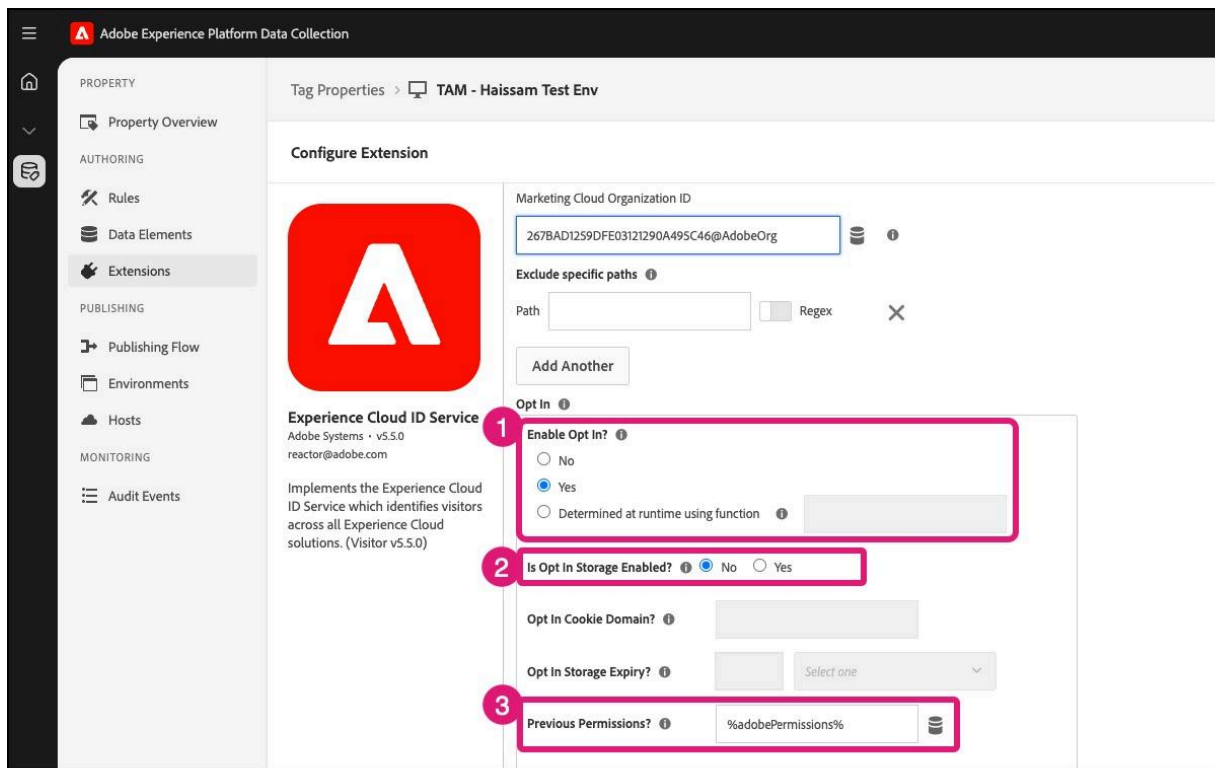 Adobe Experience Platform Data Collection
PROPERTY
Property Overview
AUTHORING
Rules
Data Elements
Extensions
PUBLISHING
Publishing Flow
Environments
Hosts
MONITORING
Audit Events
Tag Properties > TAM - Haissam Test Env
Configure Extension
Experience Cloud ID Service
Adobe Systems • v5.5.0
reactor@adobe.com
Implements the Experience Cloud
ID Service which identifies visitors
across all Experience Cloud
solutions. (Visitor v5.5.0)
Marketing Cloud Organization ID
267BAD1259DFE03121290A495C46@AdobeOrg
Exclude specific paths
Path Regex
Add Another
Opt In
1
Enable Opt In?
No
Yes
Determined at runtime using function
2
Is Opt In Storage Enabled? No Yes
Opt In Cookie Domain?
Opt In Storage Expiry? Select one
3
Previous Permissions? %adobePermissions%